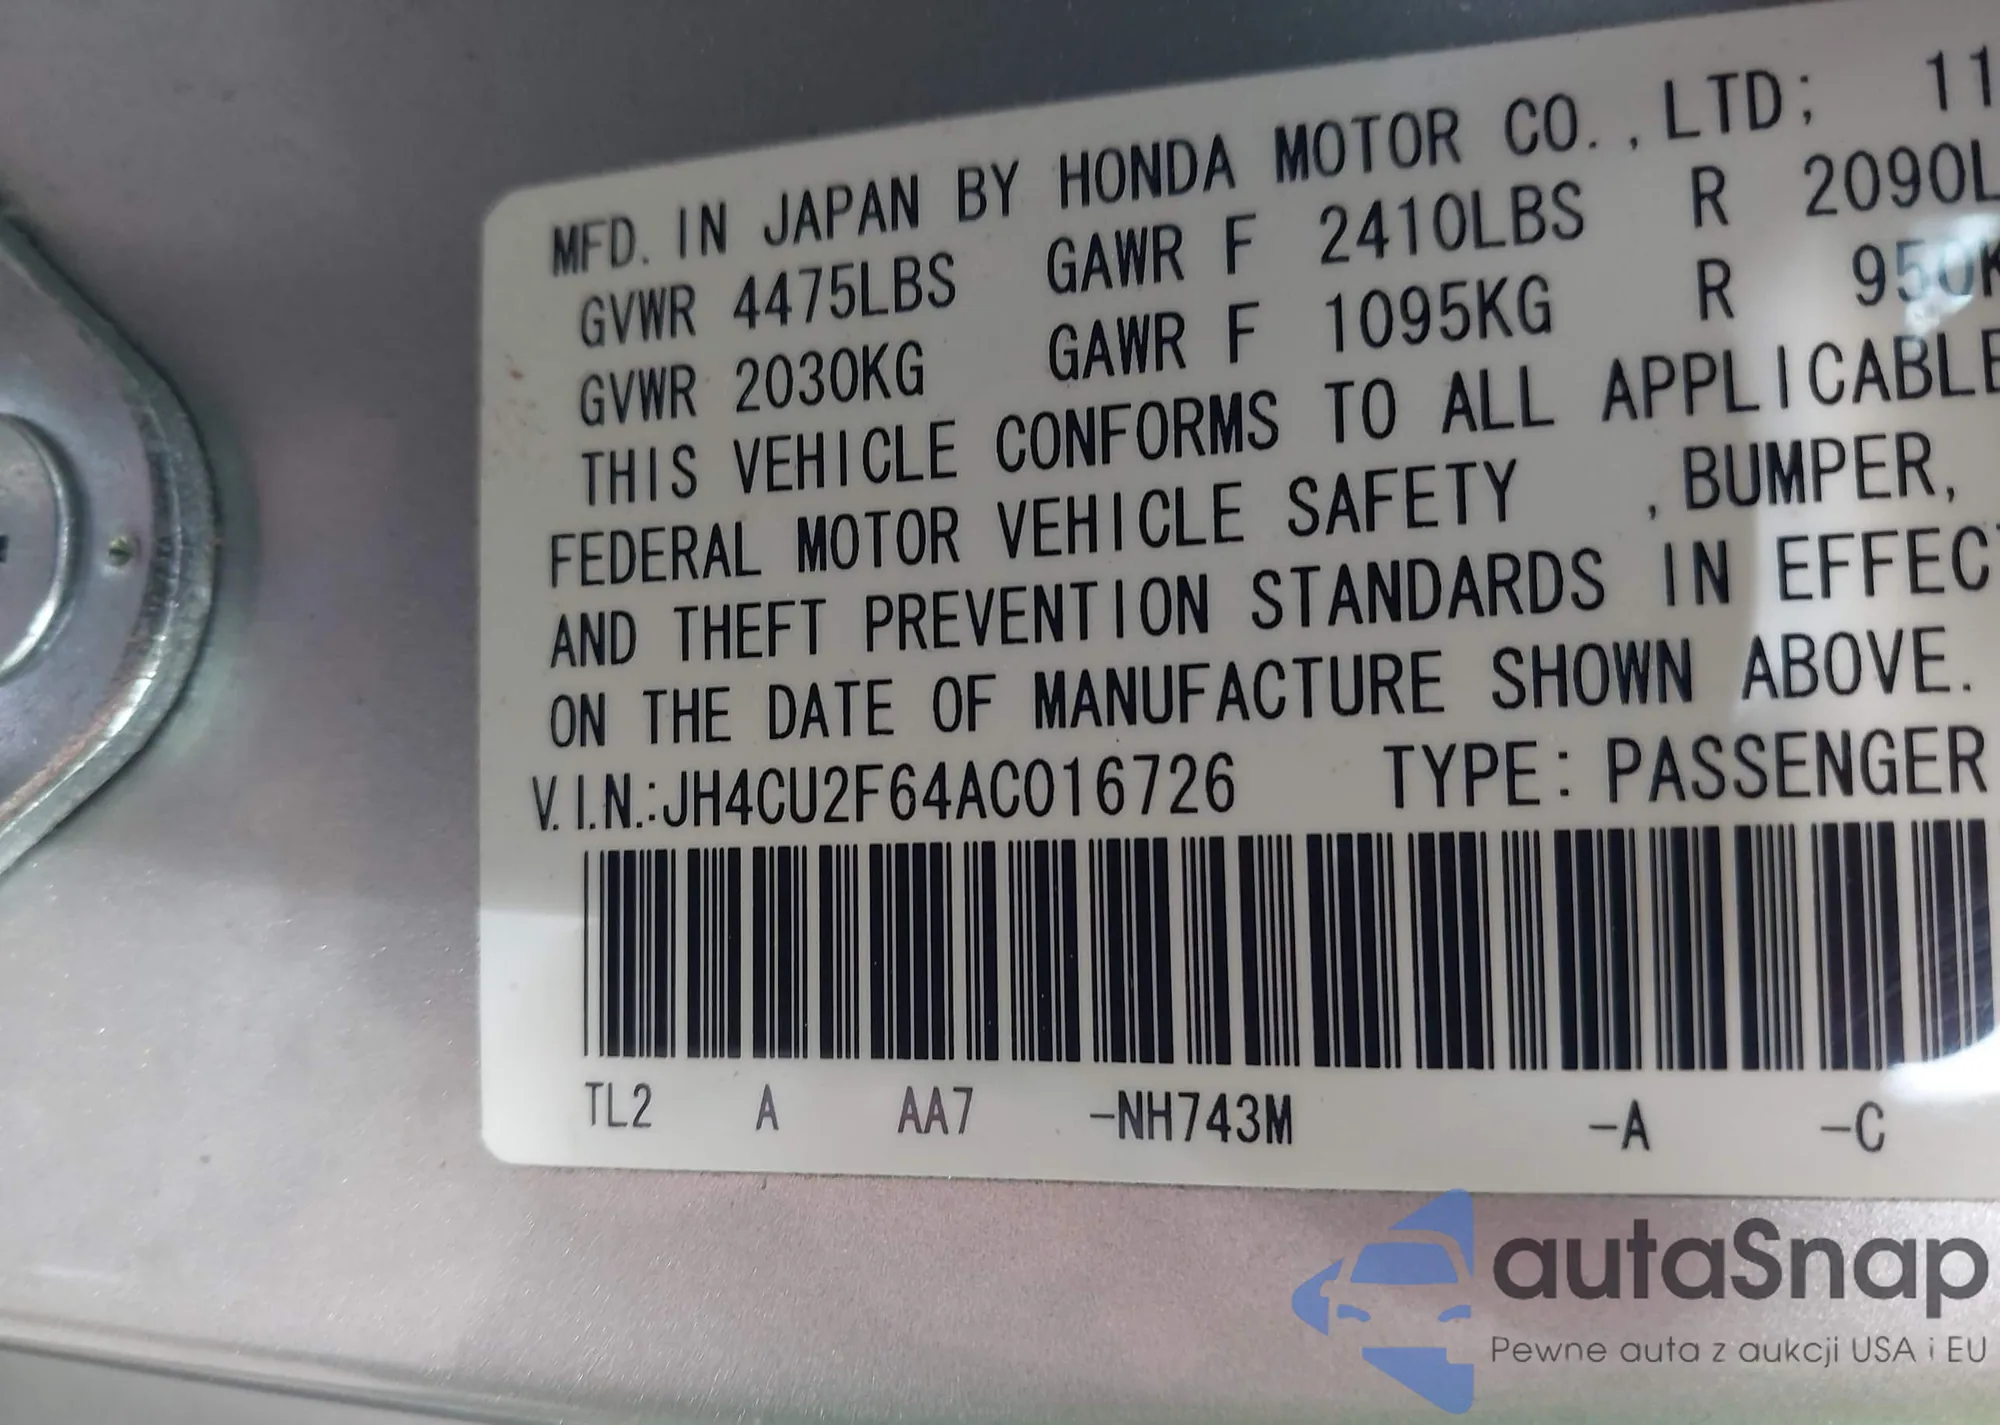 MFD. IN JAPAN BY HONDA MOTOR CO.,LTD; 11
GVWR 4475LBS GAWR F 2410LBS R 2090L
GVWR 2030KG GAWR F 1095KG R 950K
THIS VEHICLE CONFORMS TO ALL APPLICABLE
FEDERAL MOTOR VEHICLE SAFETY ,BUMPER,
AND THEFT PREVENTION STANDARDS IN EFFECT
ON THE DATE OF MANUFACTURE SHOWN ABOVE.
V.I.N.:JH4CU2F64AC016726 TYPE: PASSENGER
TL2 A AA7 -NH743M -A -C
autaSnap
Pewne auta z aukcji USA i EU